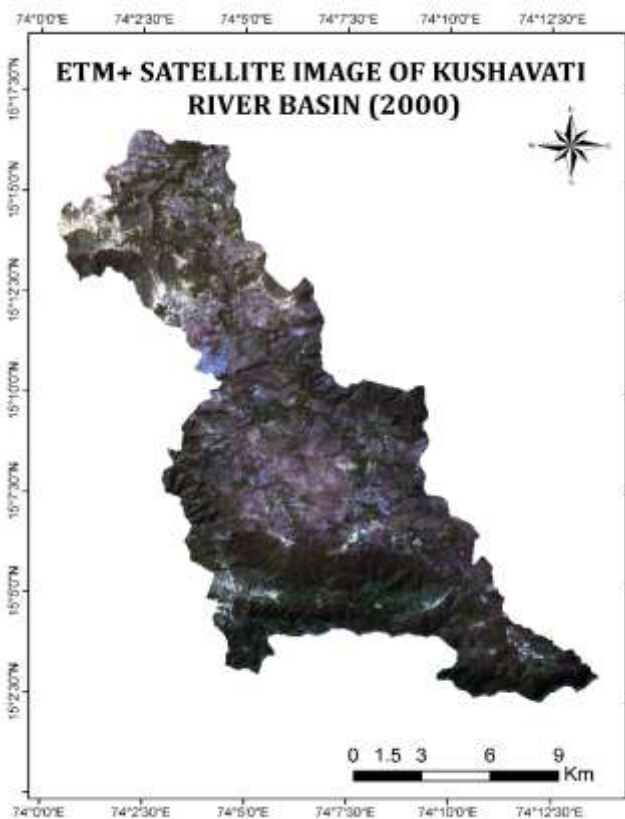 74°0'0"E 74°2'30"E 74°5'0"E 74°7'30"E 74°10'0"E 74°12'30"E
ETM+ SATELLITE IMAGE OF KUSHAVATI
RIVER BASIN (2000)
15°17'30"N
15°15'0"N
15°12'30"N
15°10'0"N
15°7'30"N
15°5'0"N
15°2'30"N
0 1.5 3 6 9
Km
74°0'0"E 74°2'30"E 74°5'0"E 74°7'30"E 74°10'0"E 74°12'30"E